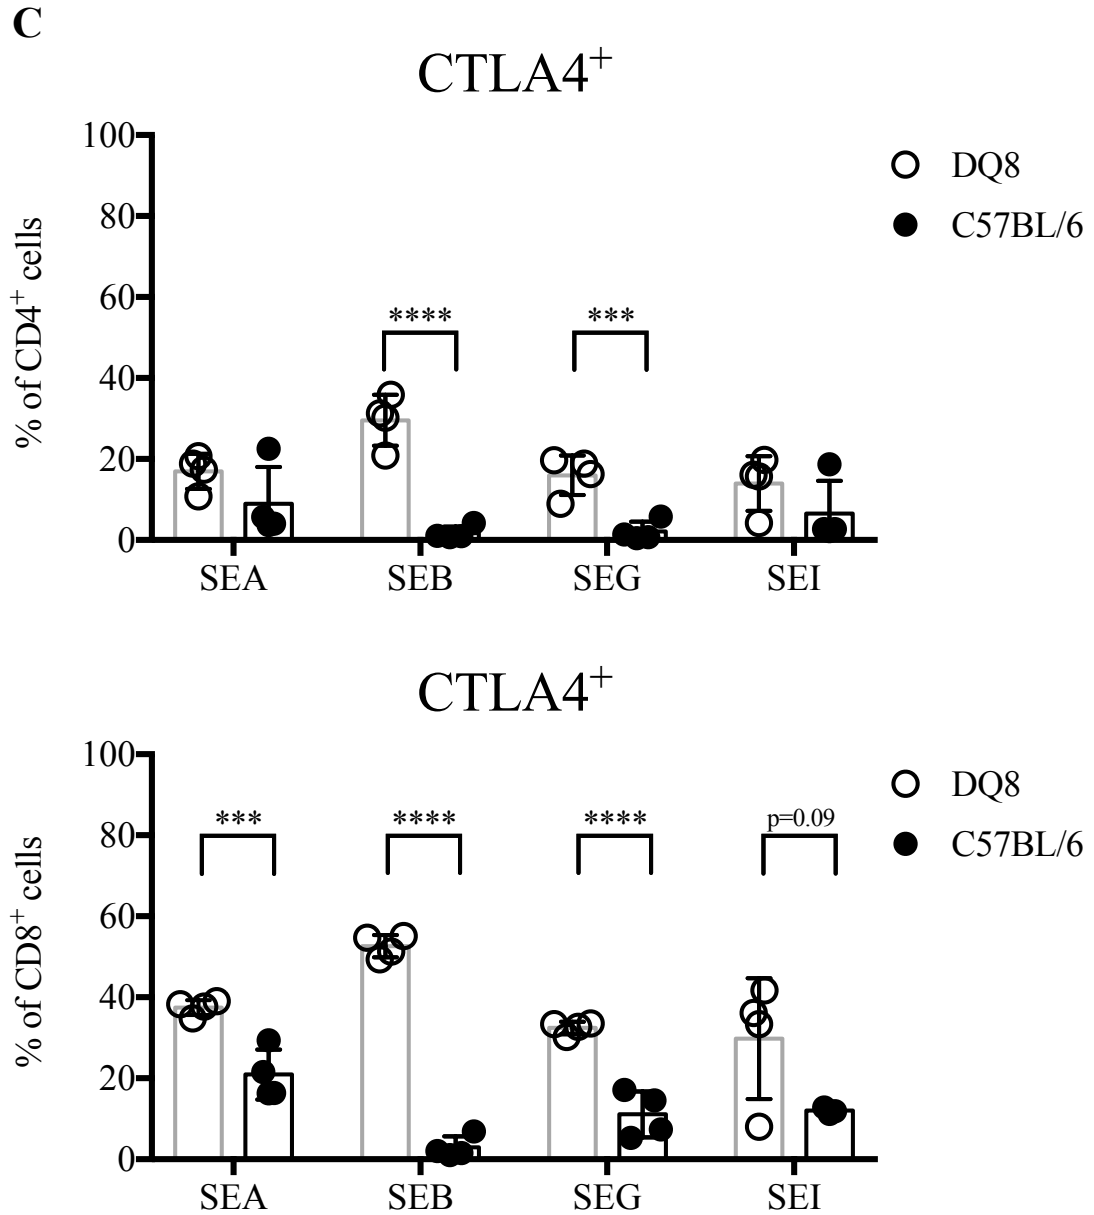 C
CTLA4⁺
100
80
60
40
20
0
% of CD4⁺ cells
**** ***
SEA SEB SEG SEI
DQ8
C57BL/6
CTLA4⁺
100
80
60
40
20
0
% of CD8⁺ cells
*** **** **** p=0.09
SEA SEB SEG SEI
DQ8
C57BL/6